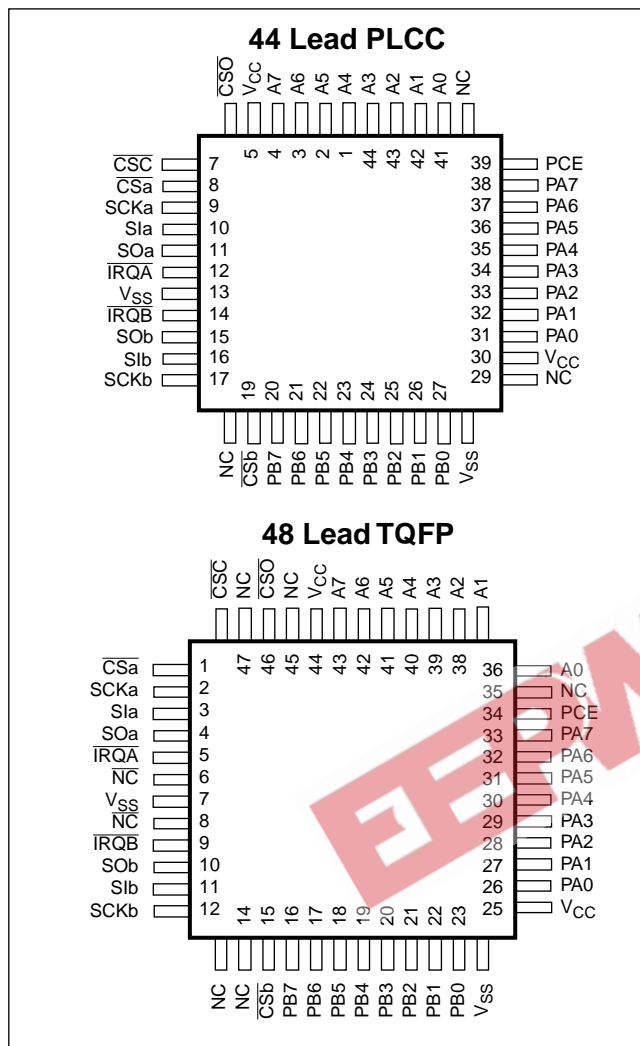 44 Lead PLCC
CSO VCC A7 A6 A5 A4 A3 A2 A1 A0 NC
5 4 3 2 1 44 43 42 41
CSC 7 39 PCE
CSa 8 38 PA7
SCKa 9 37 PA6
SIa 10 36 PA5
SOa 11 35 PA4
IRQA 12 34 PA3
VSS 13 33 PA2
IRQB 14 32 PA1
SOb 15 31 PA0
SIb 16 30 VCC
SCKb 17 29 NC
19 20 21 22 23 24 25 26 27
NC CSb PB7 PB6 PB5 PB4 PB3 PB2 PB1 PB0 VSS
48 Lead TQFP
CSC NC CSO NC VCC A7 A6 A5 A4 A3 A2 A1
47 46 45 44 43 42 41 40 39 38
CSa 1 36 A0
SCKa 2 35 NC
SIa 3 34 PCE
SOa 4 33 PA7
IRQA 5 32 PA6
NC 6 31 PA5
VSS 7 30 PA4
NC 8 29 PA3
IRQB 9 28 PA2
SOb 10 27 PA1
SIb 11 26 PA0
SCKb 12 25 VCC
14 15 16 17 18 19 20 21 22 23
NC NC CSb PB7 PB6 PB5 PB4 PB3 PB2 PB1 PB0 VSS